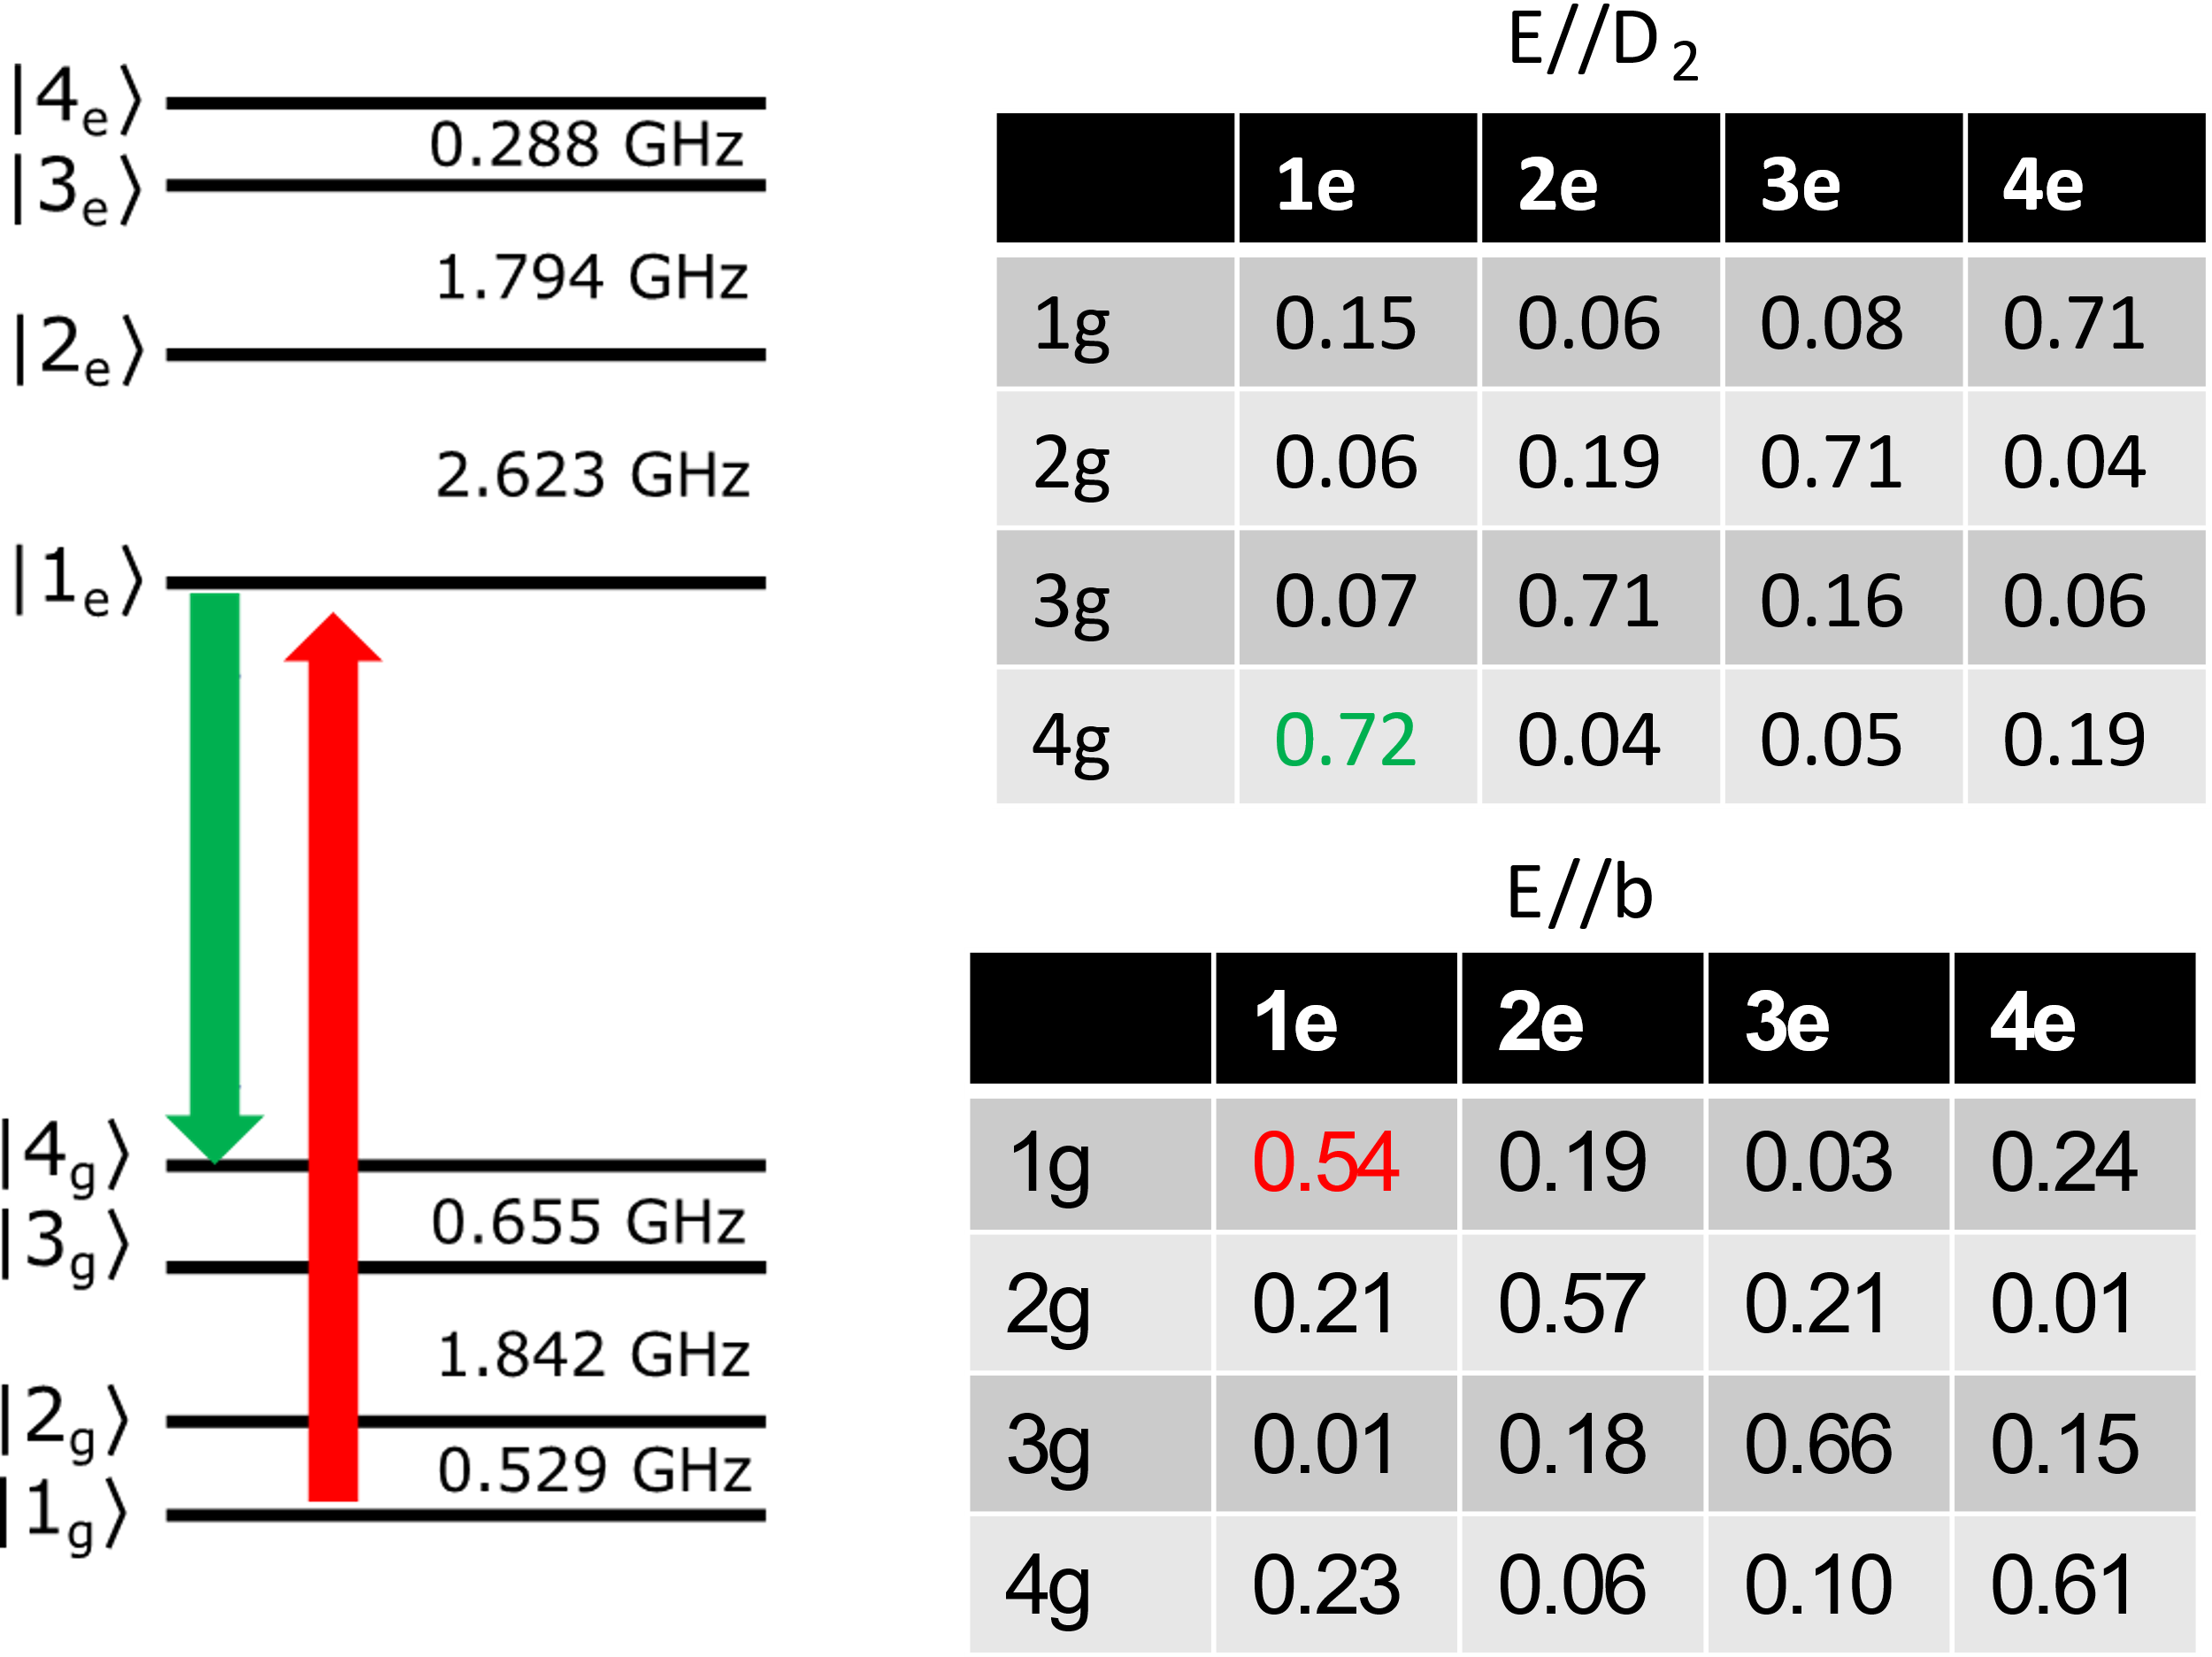 |4e⟩
0.288 GHz
|3e⟩
1.794 GHz
|2e⟩
2.623 GHz
|1e⟩
|4g⟩
0.655 GHz
|3g⟩
1.842 GHz
|2g⟩
0.529 GHz
|1g⟩
E//D2
1e 2e 3e 4e
1g 0.15 0.06 0.08 0.71
2g 0.06 0.19 0.71 0.04
3g 0.07 0.71 0.16 0.06
4g 0.72 0.04 0.05 0.19
E//b
1e 2e 3e 4e
1g 0.54 0.19 0.03 0.24
2g 0.21 0.57 0.21 0.01
3g 0.01 0.18 0.66 0.15
4g 0.23 0.06 0.10 0.61